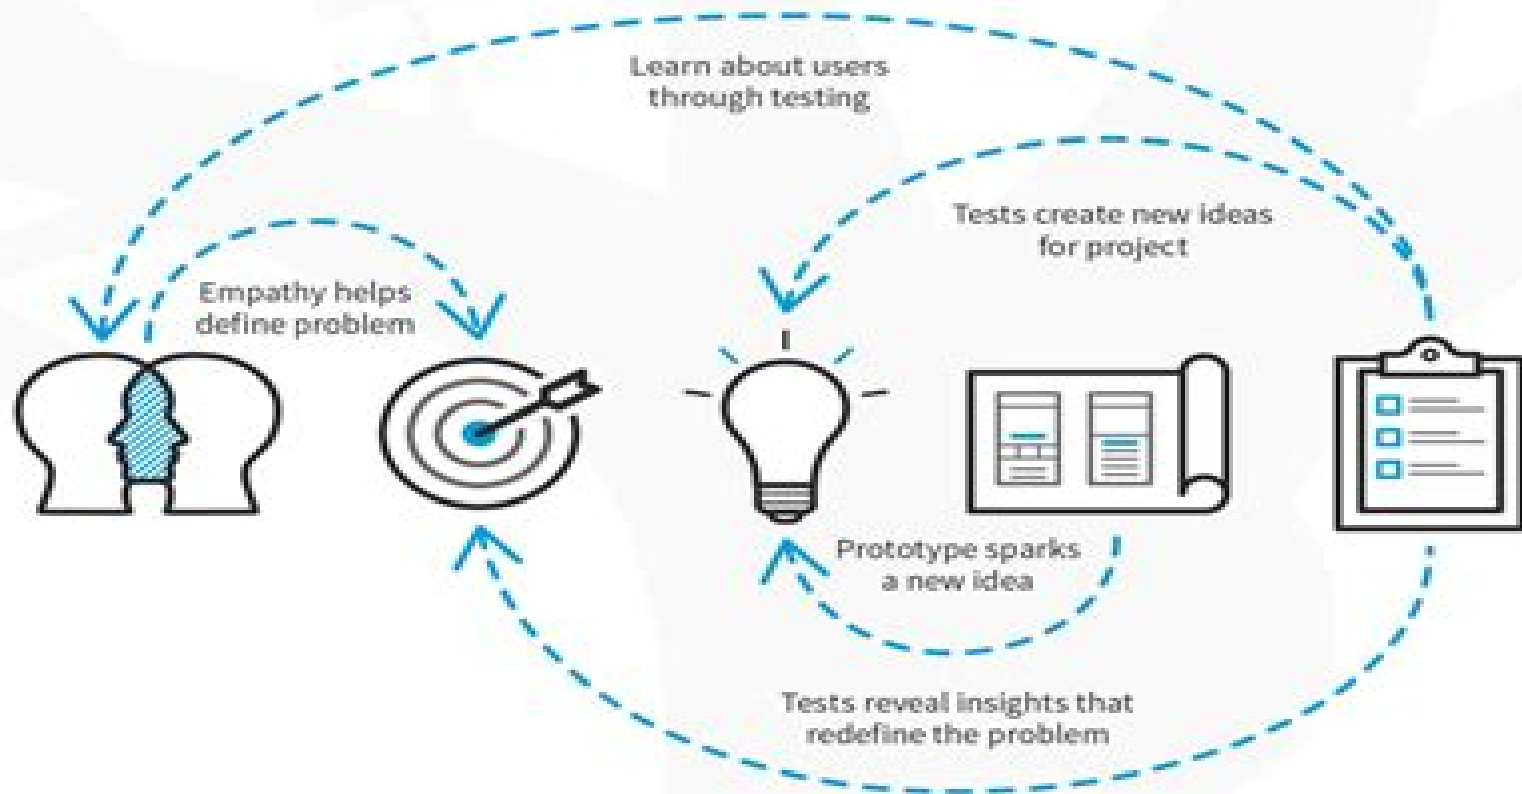 Learn about users
through testing
Tests create new ideas
for project
Empathy helps
define problem
Prototype sparks
a new idea
Tests reveal insights that
redefine the problem